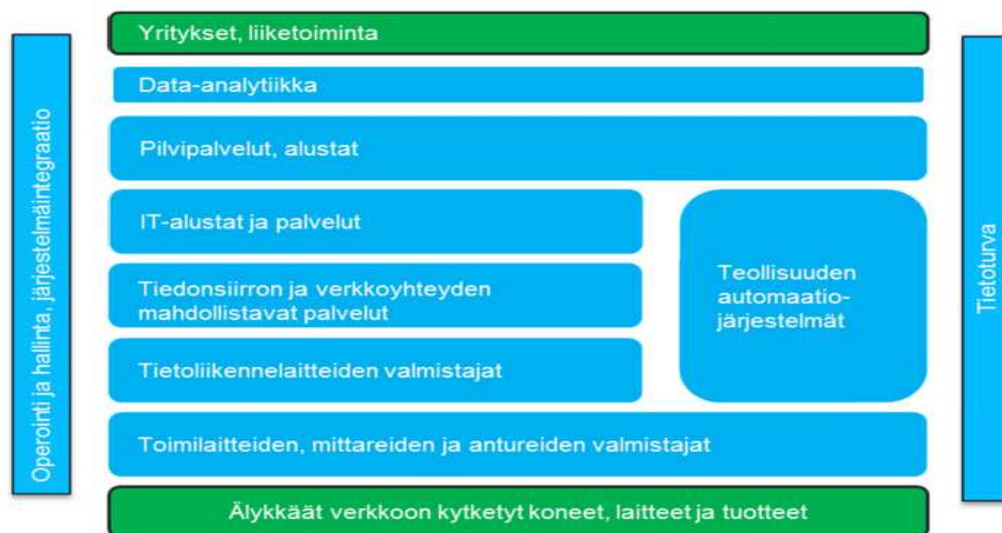 Operointi ja hallinta, järjestelmäintegraatio
Yritykset, liiketoiminta
Data-analytiikka
Pilvipalvelut, alustat
IT-alustat ja palvelut
Tiedonsiirron ja verkkoyhteyden
mahdollistavat palvelut
Tietoliikennelaitteiden valmistajat
Teollisuuden
automaatio-
järjestelmät
Toimilaitteiden, mittareiden ja antureiden valmistajat
Älykkäät verkkoon kytketyt koneet, laitteet ja tuotteet
Tietoturva